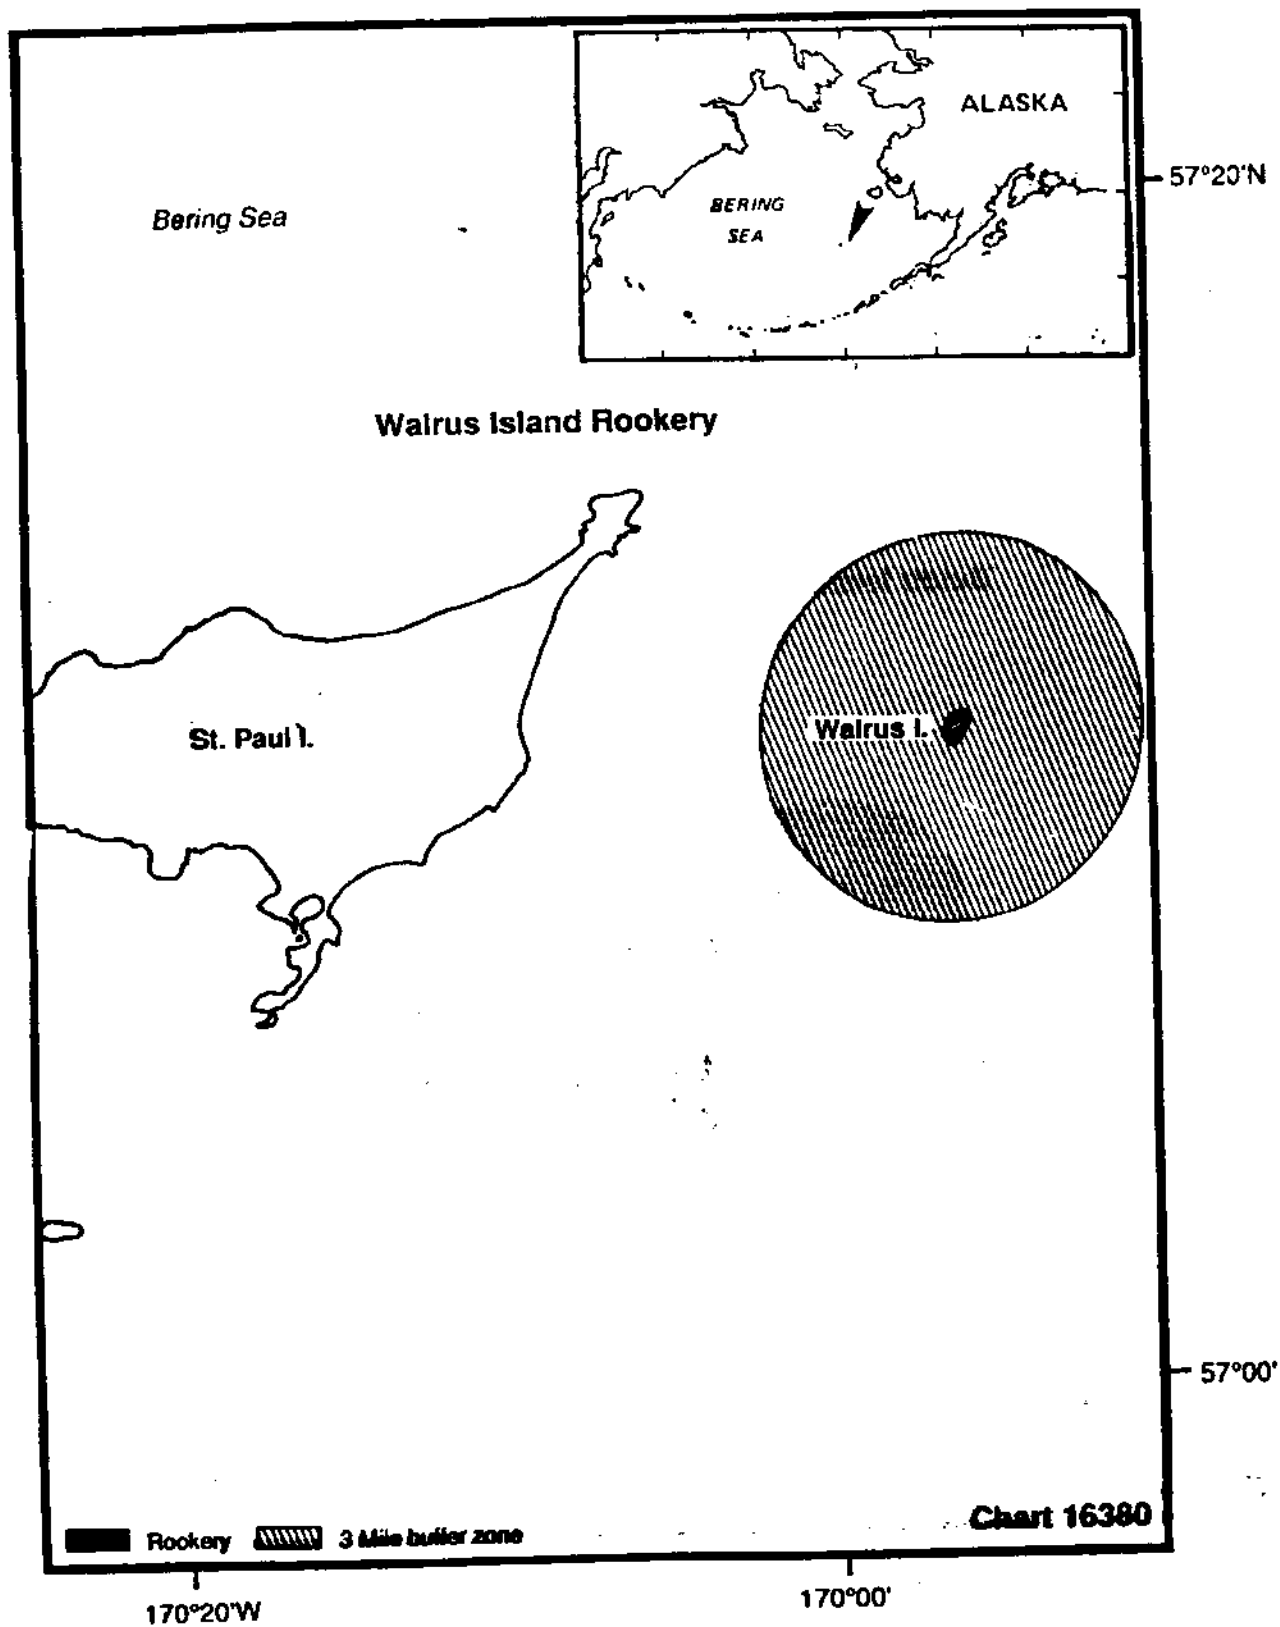 ALASKA
57°20'N
BERING
SEA
Bering Sea
Walrus Island Rookery
St. Paul I.
Walrus I.
57°00'
Chart 16380
Rookery
3 Mile buffer zone
170°20'W
170°00'